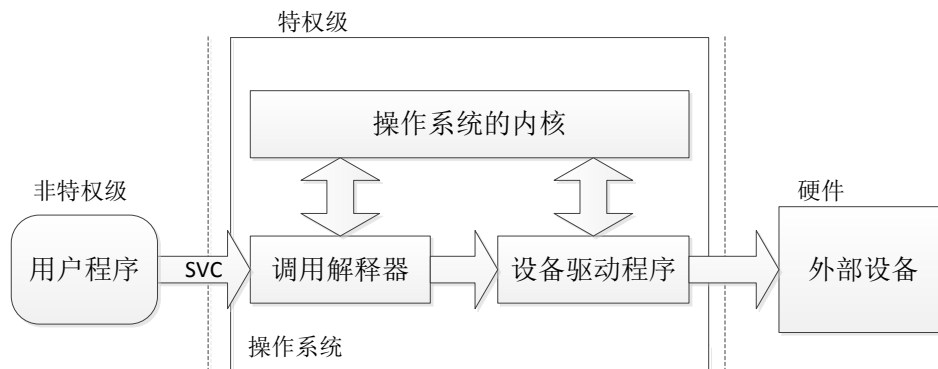 特权级
操作系统的内核
非特权级
硬件
用户程序
SVC
调用解释器
设备驱动程序
外部设备
操作系统